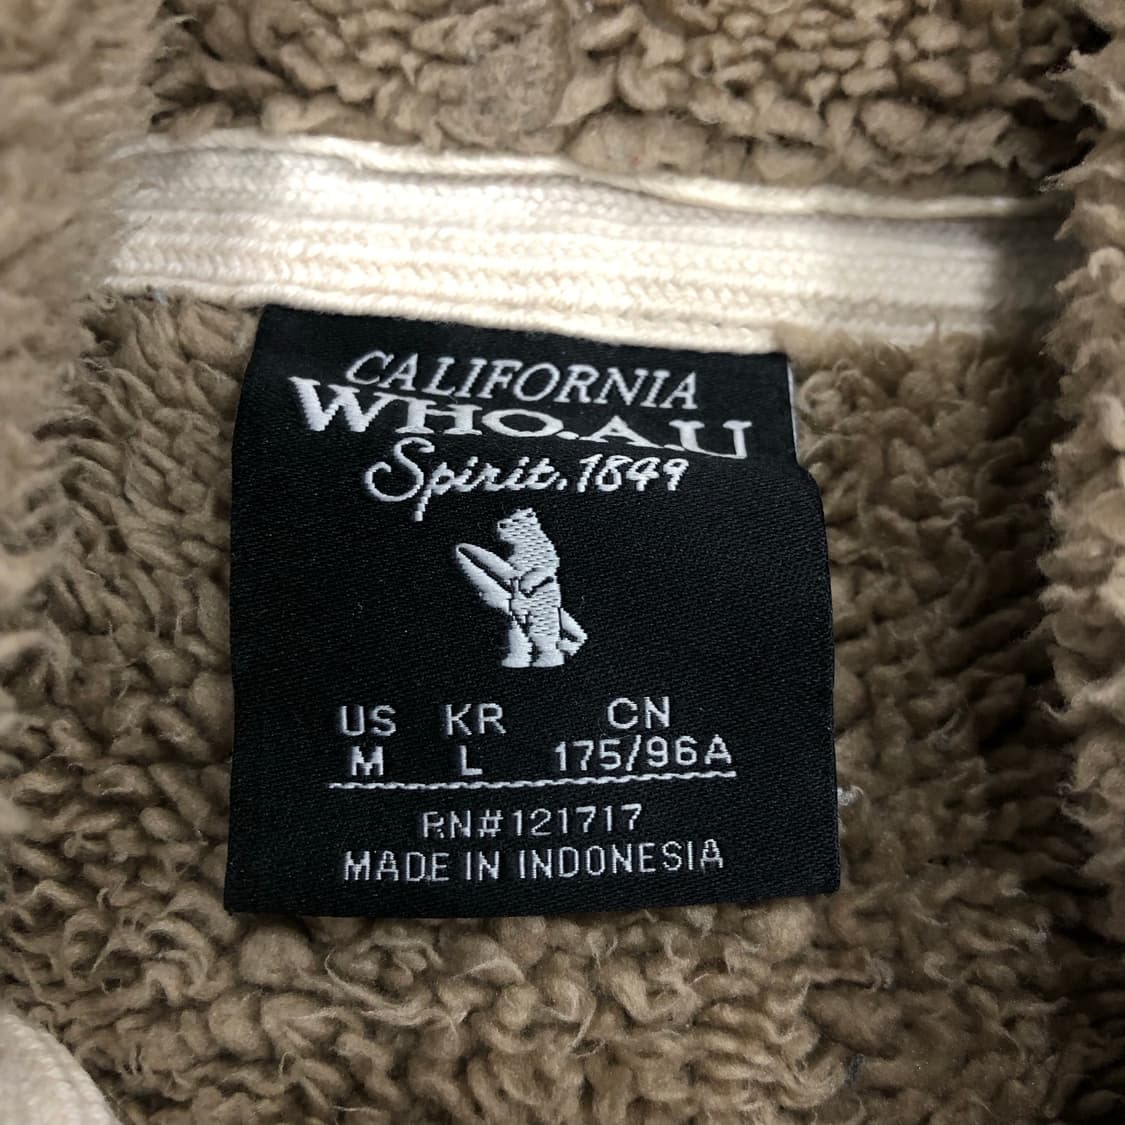 CALIFORNIA
WHO.A.U
Spirit.1849
US KR CN
M L 175/96A
RN#121717
MADE IN INDONESIA